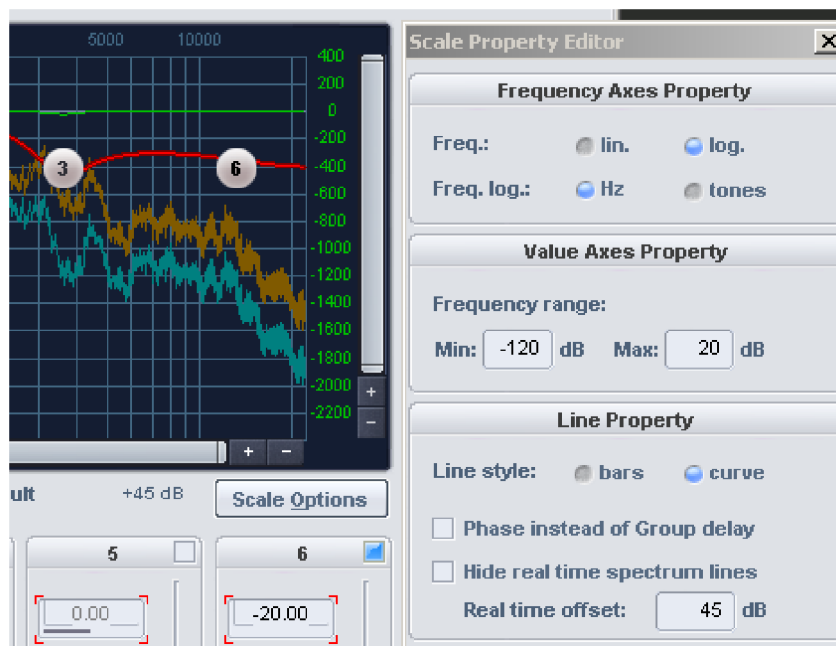 5000 10000
400
200
0
-200
-400
-600
-800
-1000
-1200
-1400
-1600
-1800
-2000
-2200
3
6
+
-
+ -
ult +45 dB Scale Options
5
6
0.00
-20.00
Scale Property Editor
Frequency Axes Property
Freq.: lin. log.
Freq. log.: Hz tones
Value Axes Property
Frequency range:
Min: -120 dB Max: 20 dB
Line Property
Line style: bars curve
Phase instead of Group delay
Hide real time spectrum lines
Real time offset: 45 dB